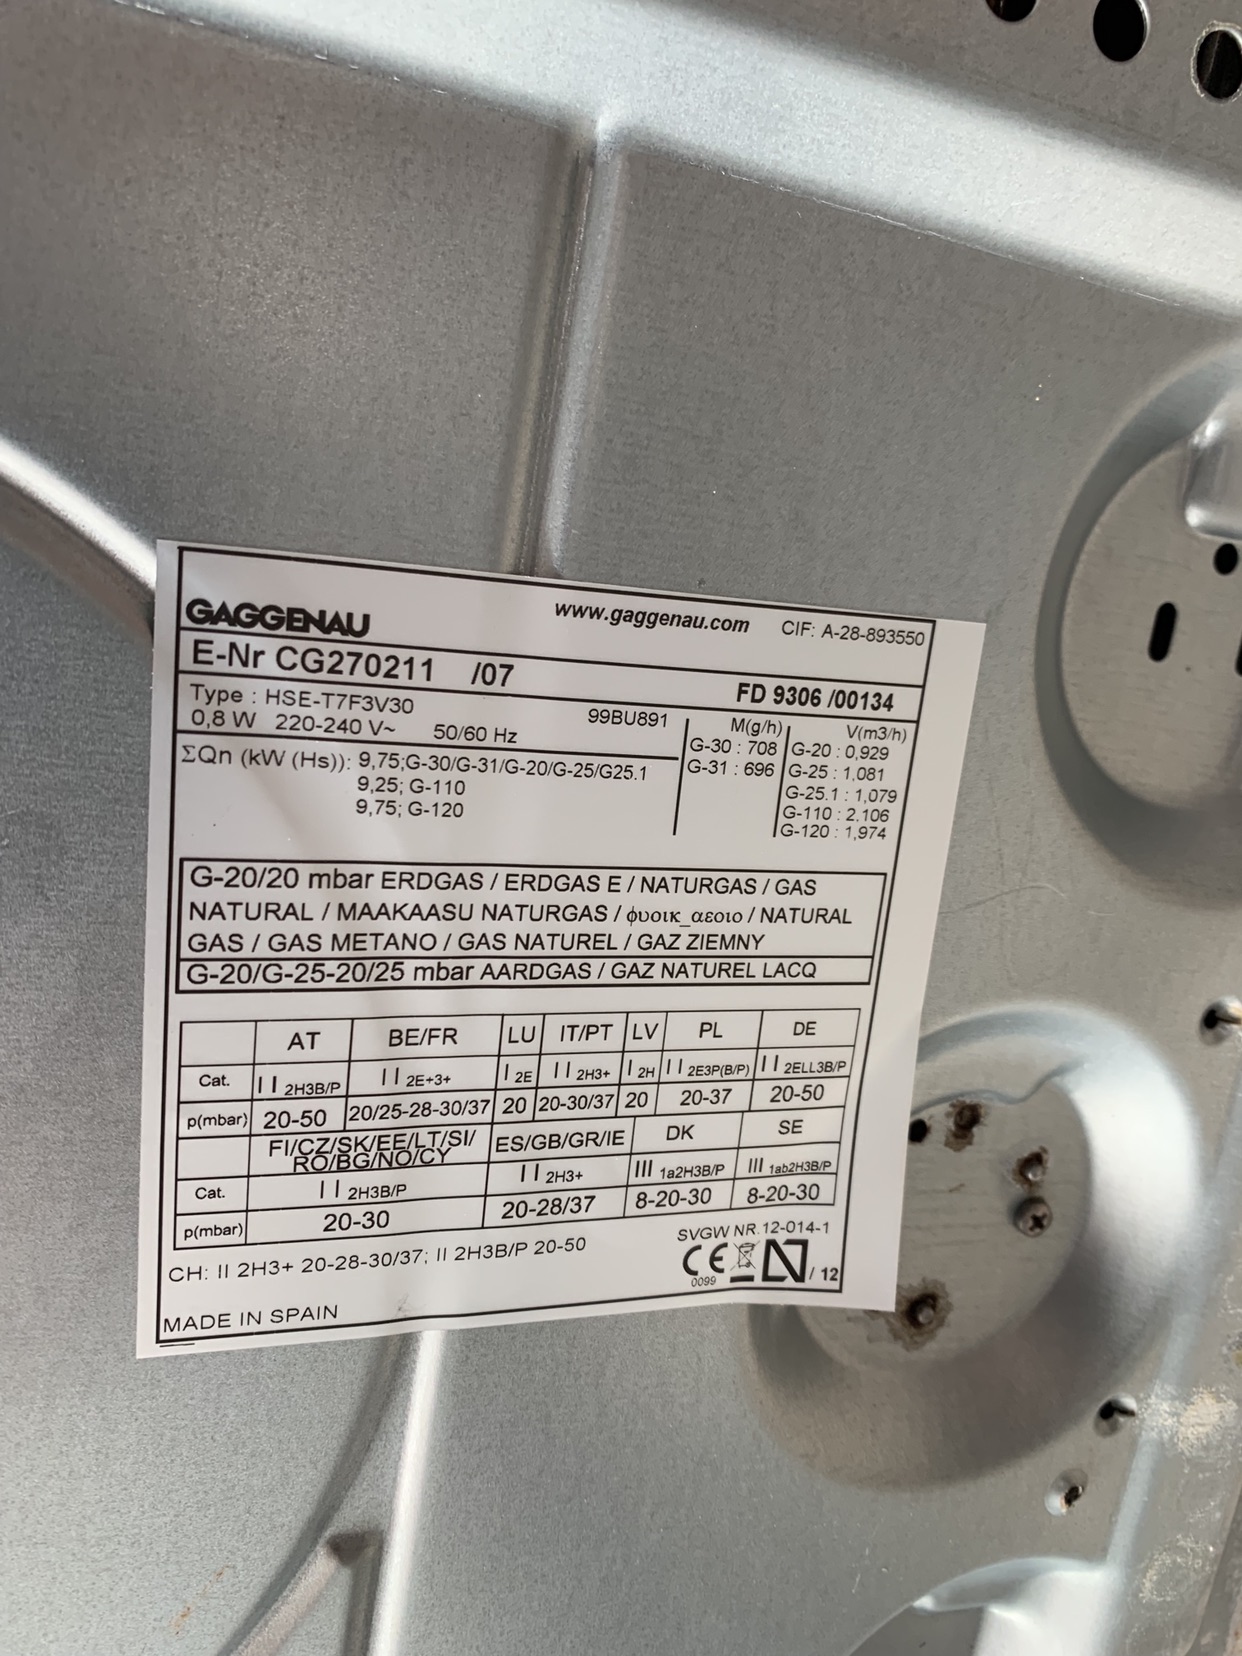 GAGGENAU www.gaggenau.com CIF: A-28-893550
E-Nr CG270211 /07 FD 9306 /00134
Type : HSE-T7F3V30 99BU891
0,8 W 220-240 V~ 50/60 Hz
ΣQn (kW (Hs)): 9,75;G-30/G-31/G-20/G-25/G25.1
9,25; G-110
9,75; G-120
M(g/h)
G-30 : 708
G-31 : 696
V(m3/h)
G-20 : 0,929
G-25 : 1,081
G-25.1 : 1,079
G-110 : 2.106
G-120 : 1,974
G-20/20 mbar ERDGAS / ERDGAS E / NATURGAS / GAS
NATURAL / MAAKAASU NATURGAS / φυοικ_αεοιο / NATURAL
GAS / GAS METANO / GAS NATUREL / GAZ ZIEMNY
G-20/G-25-20/25 mbar AARDGAS / GAZ NATUREL LACQ
AT BE/FR LU IT/PT LV PL DE
Cat. II 2H3B/P II 2E+3+ I 2E II 2H3+ I 2H II 2E3P(B/P) II 2ELL3B/P
p(mbar) 20-50 20/25-28-30/37 20 20-30/37 20 20-37 20-50
FI/CZ/SK/EE/LT/SI/
RO/BG/NO/CY ES/GB/GR/IE DK SE
Cat. II 2H3B/P II 2H3+ III 1a2H3B/P III 1ab2H3B/P
p(mbar) 20-30 20-28/37 8-20-30 8-20-30
CH: II 2H3+ 20-28-30/37; II 2H3B/P 20-50
SVGW NR.12-014-1
CE N / 12
0099
MADE IN SPAIN